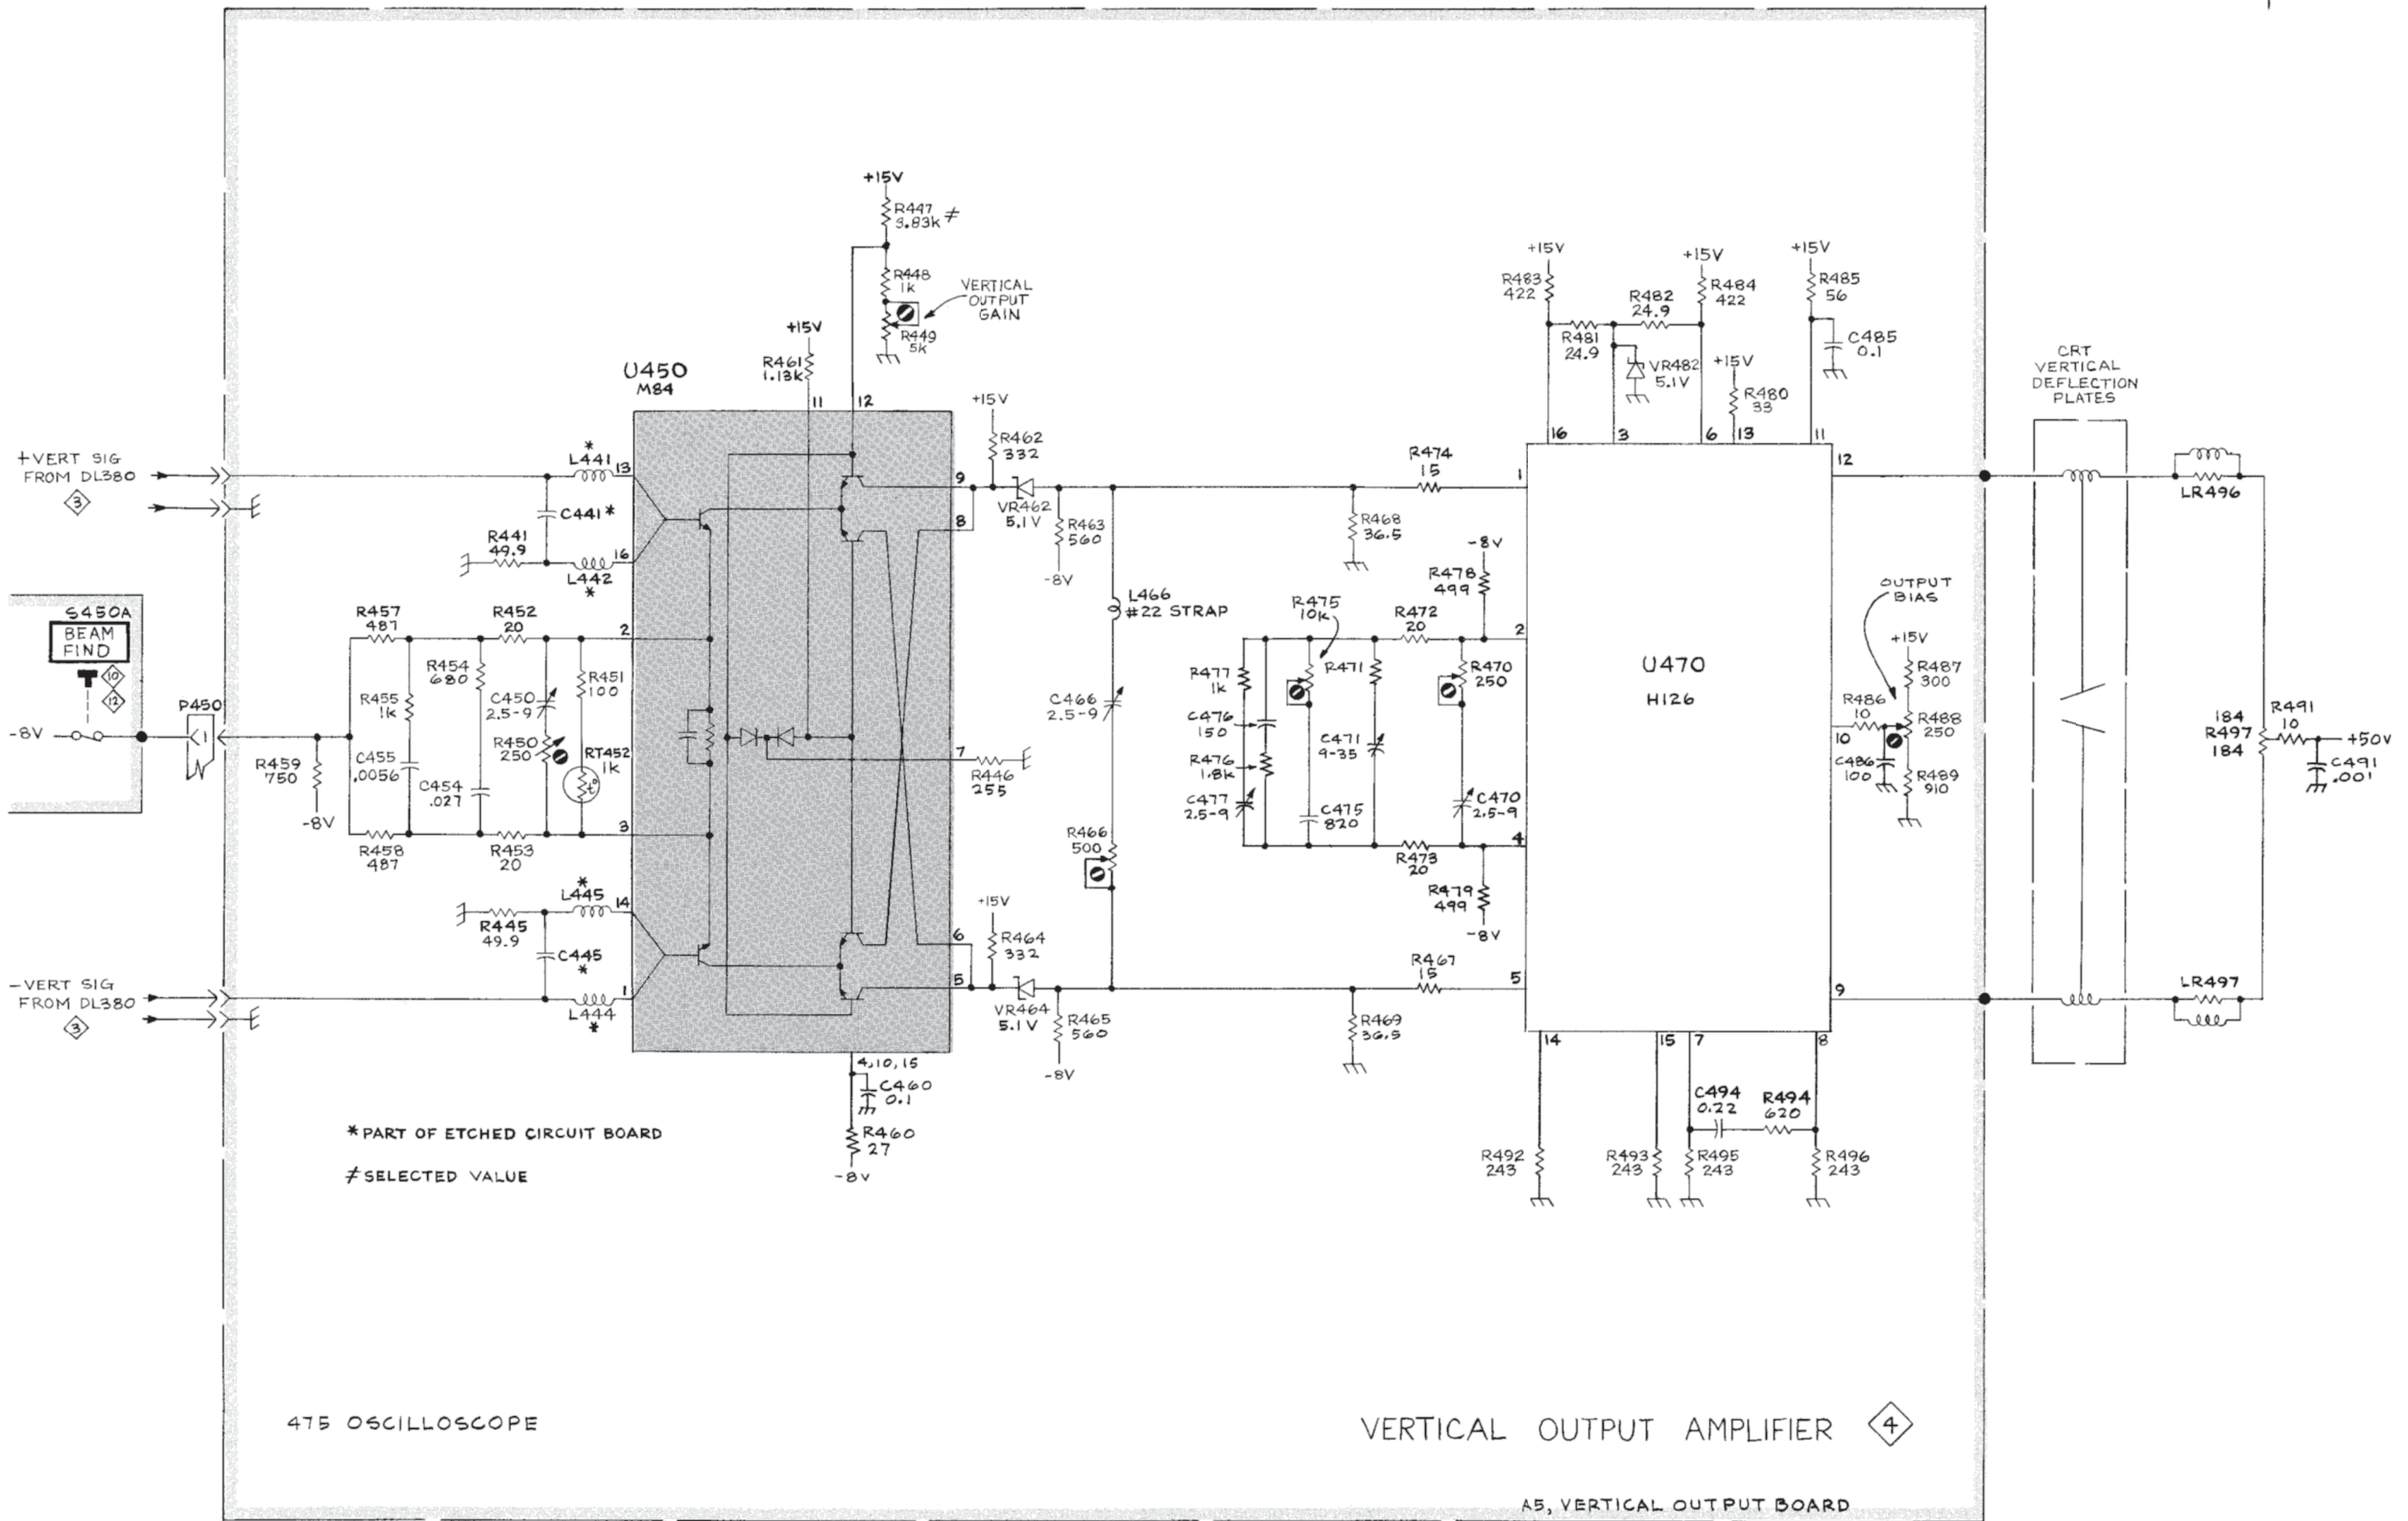 +15V
R447
3.83k ≠
R448
1k
VERTICAL
OUTPUT
GAIN
R449
5k
+15V
R461
1.13k
U450
M84
11
12
+VERT SIG
FROM DL380
3
*
L441
13
C441*
R441
49.9
16
L442
*
S450A
BEAM
FIND
10
12
-8V
P450
1
R459
750
-8V
R457
487
R452
20
2
R455
1k
R454
680
C450
2.5-9
R451
100
C455
.0056
R450
250
RT452
1k
t°
C454
.027
R458
487
R453
20
3
*
L445
14
R445
49.9
C445
*
-VERT SIG
FROM DL380
3
1
L444
*
+15V
R462
332
9
8
VR462
5.1V
R463
560
-8V
7
R446
255
+15V
R464
332
6
5
VR464
5.1V
R465
560
-8V
4,10,15
C460
0.1
R460
27
-8V
L466
#22 STRAP
C466
2.5-9
R466
500
R468
36.5
R474
15
1
-8V
R478
499
R475
10k
R472
20
2
R477
1k
R471
R470
250
C476
150
C471
9-35
R476
1.8k
C477
2.5-9
C475
820
C470
2.5-9
4
R473
20
R479
499
-8V
R467
15
5
R469
36.5
+15V
R483
422
R482
24.9
+15V
R484
422
+15V
R485
56
R481
24.9
VR482
5.1V
+15V
R480
33
C485
0.1
16
3
6
13
11
12
U470
H126
OUTPUT
BIAS
+15V
R487
300
R486
10
R488
250
10
C486
100
R489
910
9
14
15
7
8
C494
0.22
R494
620
R492
243
R493
243
R495
243
R496
243
CRT
VERTICAL
DEFLECTION
PLATES
LR496
184
R497
184
R491
10
+50V
C491
.001
LR497
*PART OF ETCHED CIRCUIT BOARD
≠SELECTED VALUE
475 OSCILLOSCOPE
VERTICAL OUTPUT AMPLIFIER 4
A5, VERTICAL OUTPUT BOARD